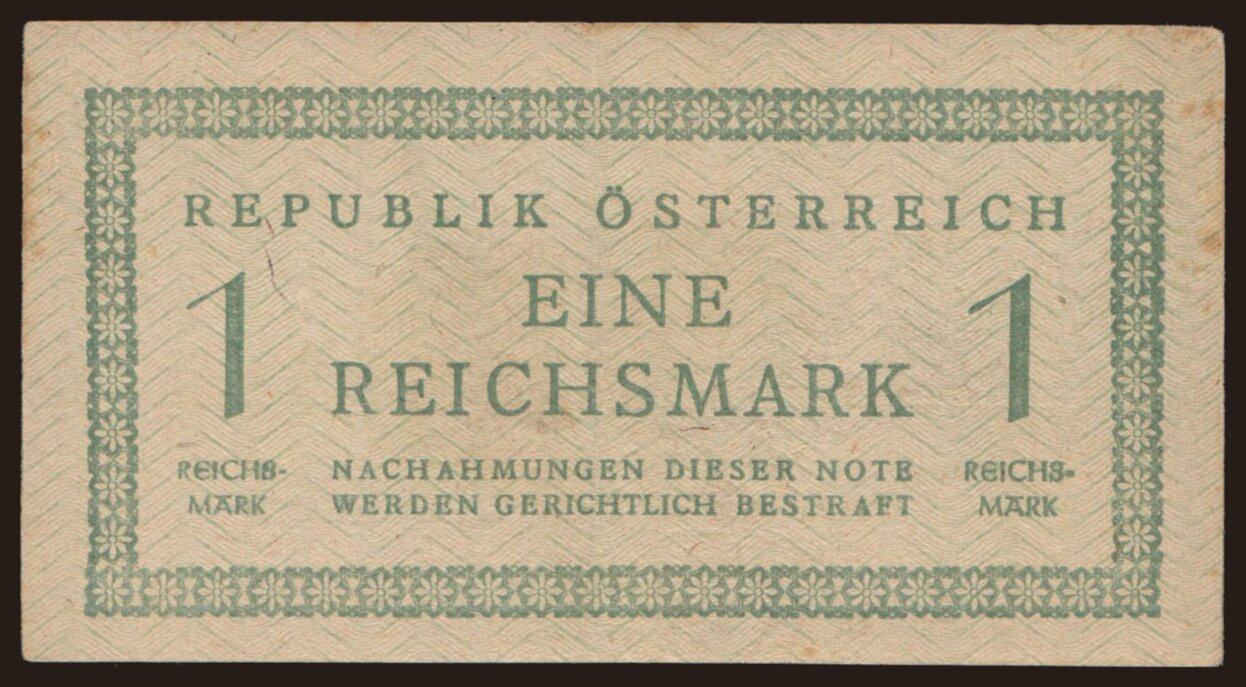 REPUBLIK ÖSTERREICH
1 EINE 1
REICHSMARK
REICHS- NACHAHMUNGEN DIESER NOTE REICHS-
MARK WERDEN GERICHTLICH BESTRAFT MARK